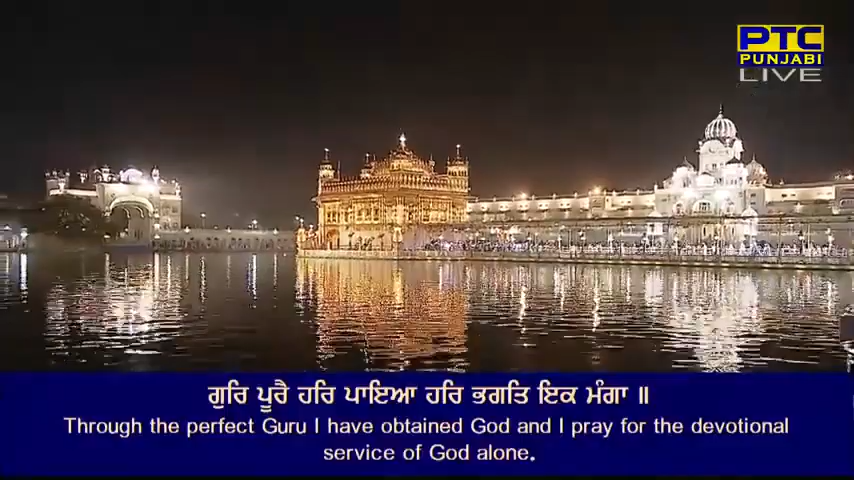 PTC
PUNJABI
LIVE
ਗੁਰਿ ਪੂਰੈ ਹਰਿ ਪਾਇਆ ਹਰਿ ਭਗਤਿ ਇਕ ਮੰਗਾ ॥
Through the perfect Guru I have obtained God and I pray for the devotional
service of God alone.